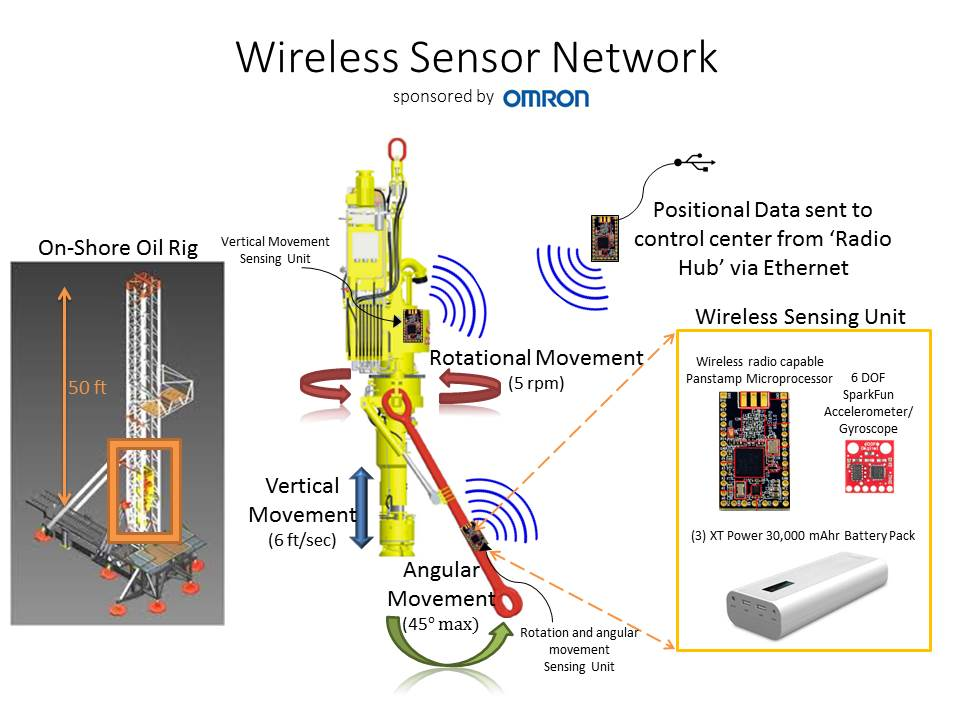 Wireless Sensor Network
sponsored by OMRON
On-Shore Oil Rig
50 ft
Vertical Movement
Sensing Unit
Positional Data sent to
control center from ‘Radio
Hub’ via Ethernet
Rotational Movement
(5 rpm)
Vertical
Movement
(6 ft/sec)
Angular
Movement
(45° max)
Rotation and angular
movement
Sensing Unit
Wireless Sensing Unit
Wireless radio capable
Panstamp Microprocessor
6 DOF
SparkFun
Accelerometer/
Gyroscope
(3) XT Power 30,000 mAhr Battery Pack